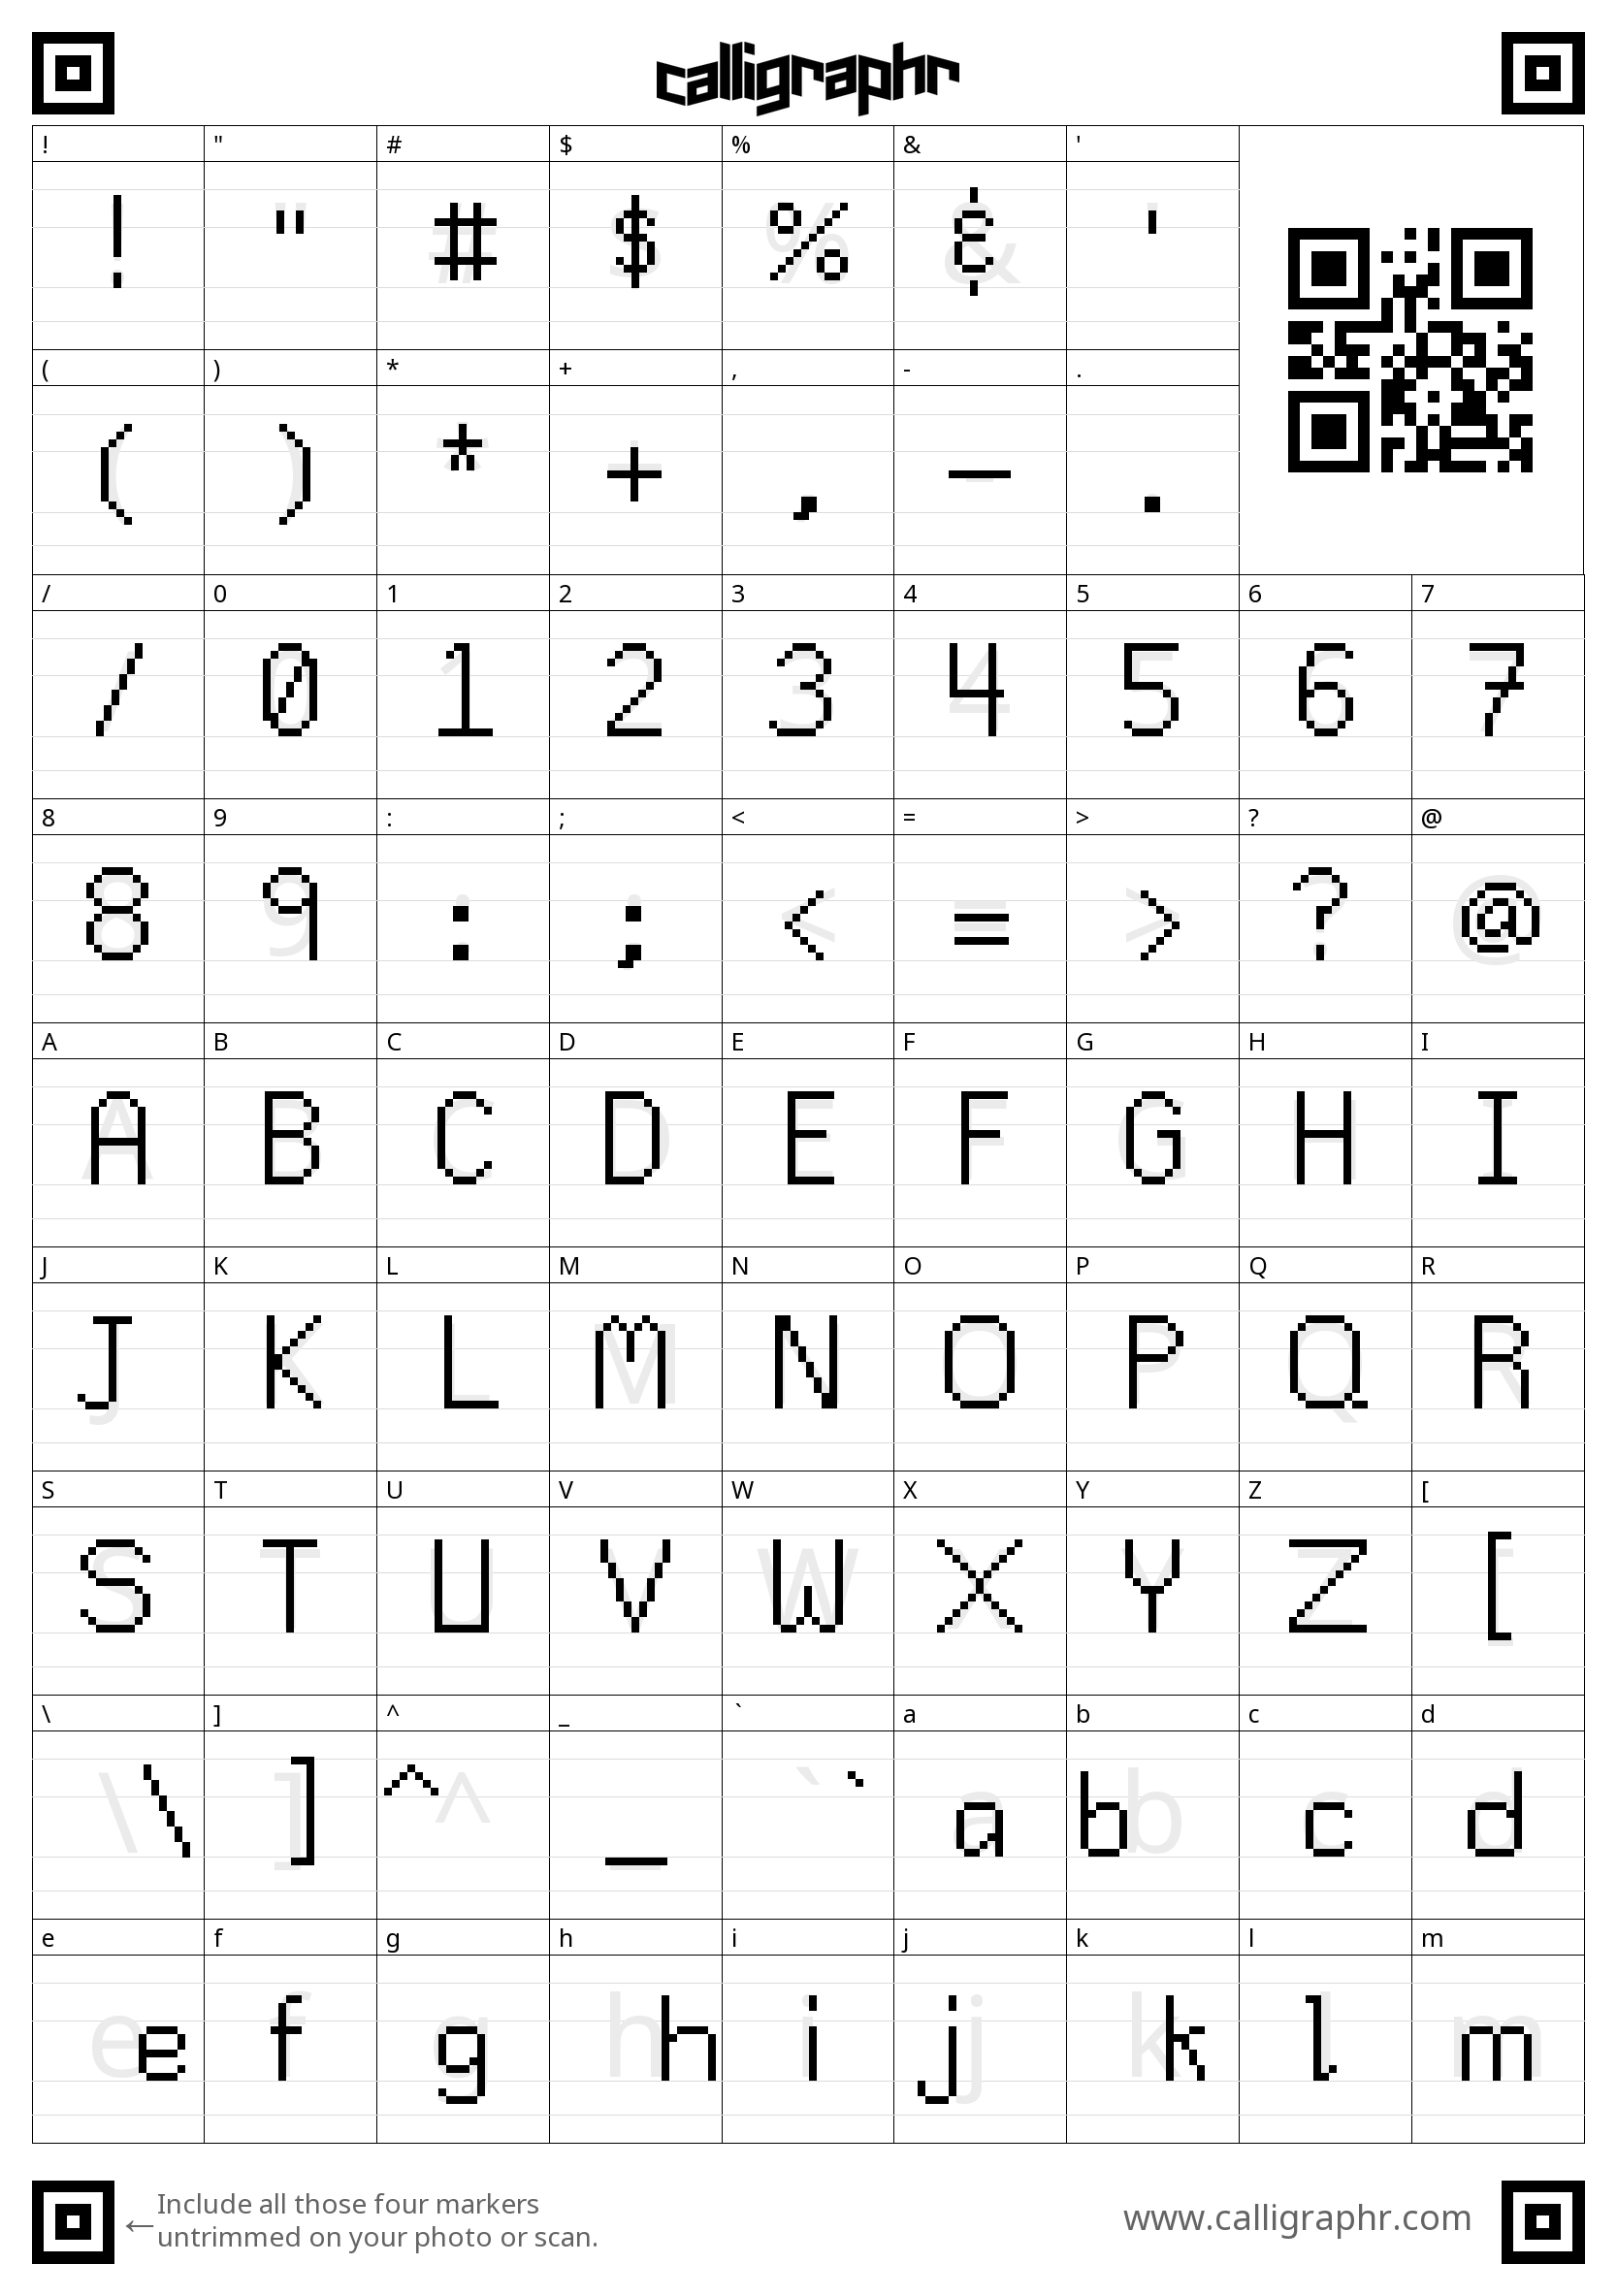 calligraphr
! " # $ % & '
! " # $ % & '
( ) * + , - .
( ) * + , - .
/ 0 1 2 3 4 5 6 7
/ 0 1 2 3 4 5 6 7
8 9 : ; < = > ? @
8 9 : ; < = > ? @
A B C D E F G H I
A B C D E F G H I
J K L M N O P Q R
J K L M N O P Q R
S T U V W X Y Z [
S T U V W X Y Z [
\ ] ^ _ ` a b c d
\ ] ^ _ ` a b c d
e f g h i j k l m
e f g h i j k l m
←Include all those four markers
untrimmed on your photo or scan.
www.calligraphr.com